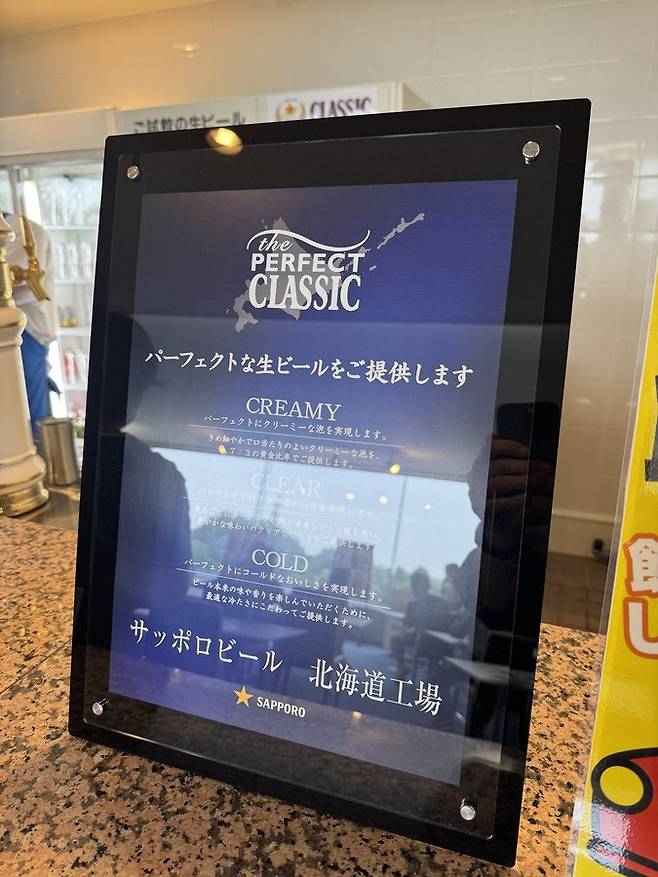 ご試飲の生ビール
CLASSIC
the
PERFECT
CLASSIC
パーフェクトな生ビールをご提供します
CREAMY
パーフェクトにクリーミーな泡を実現します。
きめ細やかで口当たりのよいクリーミーな泡を、
7:3の黄金比率でご提供します。
CLEAR
COLD
パーフェクトにコールドなおいしさを実現します。
ビール本来の味や香りを楽しんでいただくために、
最適な冷たさにこだわってご提供します。
サッポロビール 北海道工場
SAPPORO
飲
し